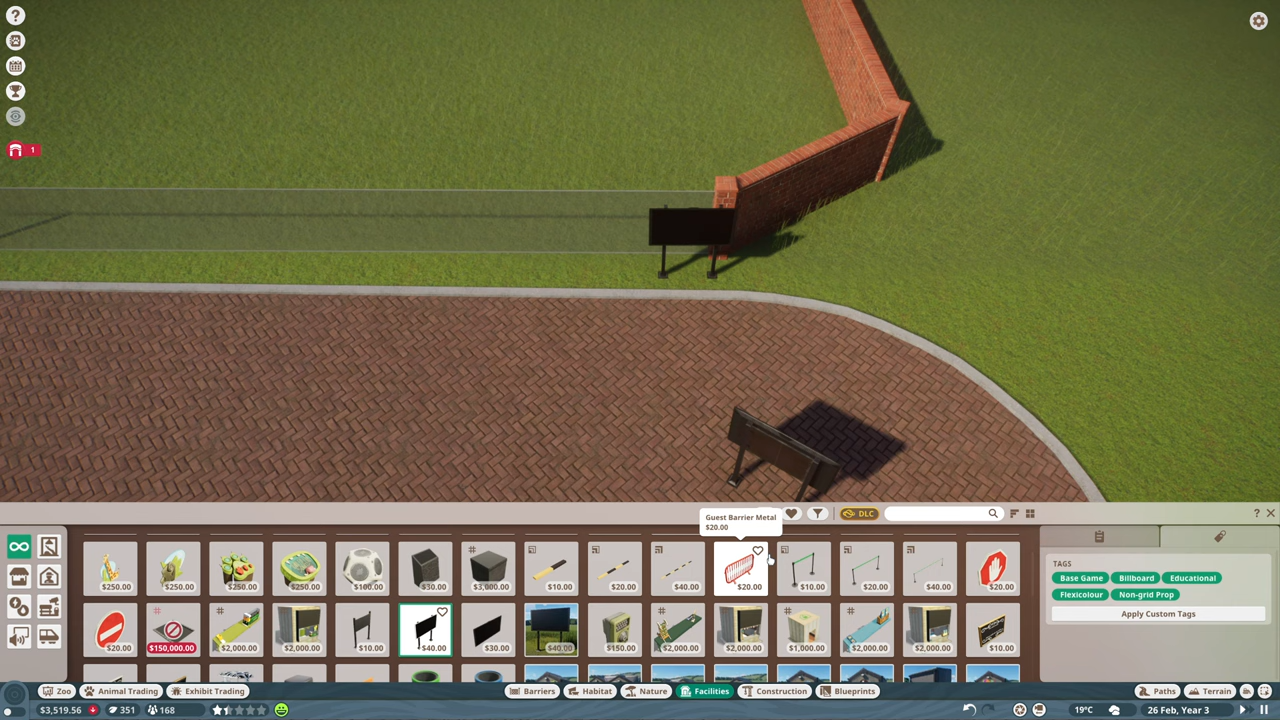 ?
1
DLC
? ×
Guest Barrier Metal
$20.00
$250.00 $250.00 $250.00 $250.00 $100.00 $30.00 $3,000.00 $10.00 $20.00 $40.00 $20.00 $10.00 $20.00 $40.00 $20.00
$20.00 $150,000.00 $2,000.00 $2,000.00 $10.00 $40.00 $30.00 $40.00 $150.00 $2,000.00 $2,000.00 $1,000.00 $2,000.00 $2,000.00 $10.00
TAGS
Base Game Billboard Educational
Flexicolour Non-grid Prop
Apply Custom Tags
Zoo Animal Trading Exhibit Trading Barriers Habitat Nature Facilities Construction Blueprints Paths Terrain
$3,519.56 351 168 19°C 26 Feb, Year 3